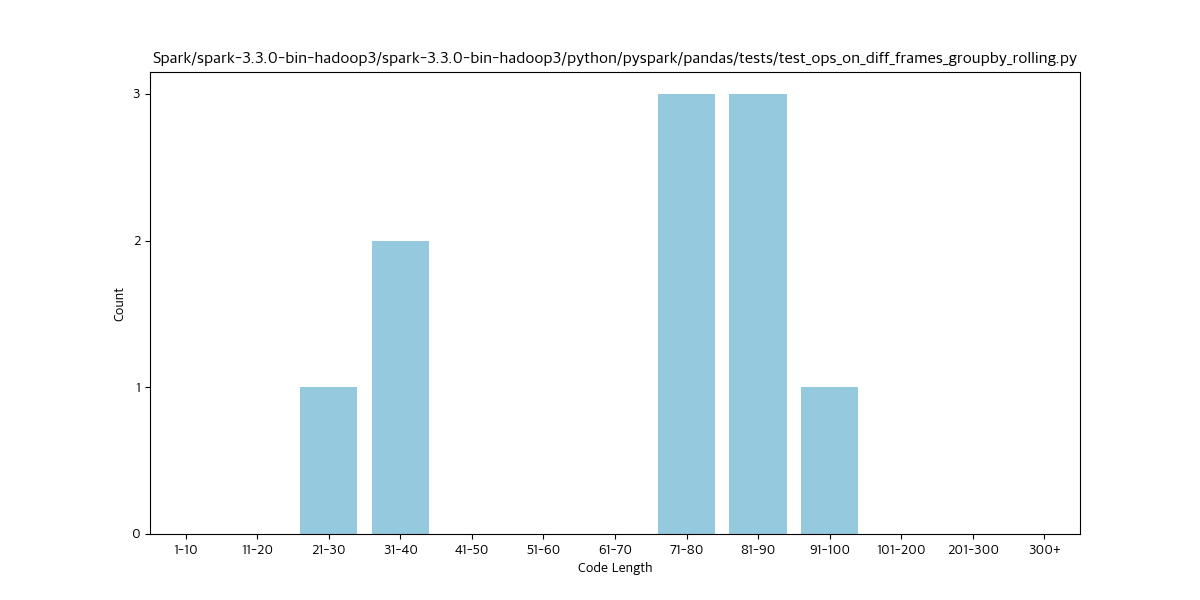 Spark/spark-3.3.0-bin-hadoop3/spark-3.3.0-bin-hadoop3/python/pyspark/pandas/tests/test_ops_on_diff_frames_groupby_rolling.py
3
2
1
0
Count
1-10 11-20 21-30 31-40 41-50 51-60 61-70 71-80 81-90 91-100 101-200 201-300 300+
Code Length